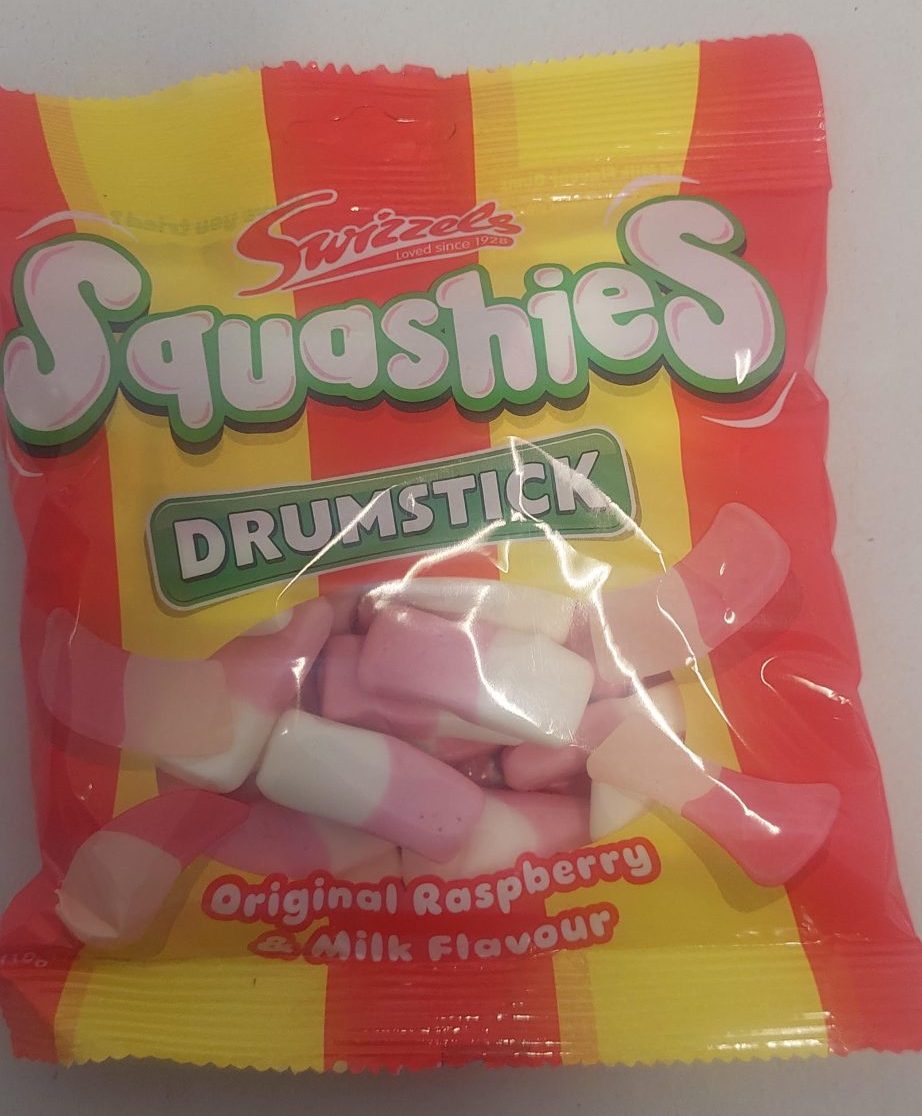 Swizzels
Loved since 1928
Squashies
DRUMSTICK
Original Raspberry
& Milk Flavour